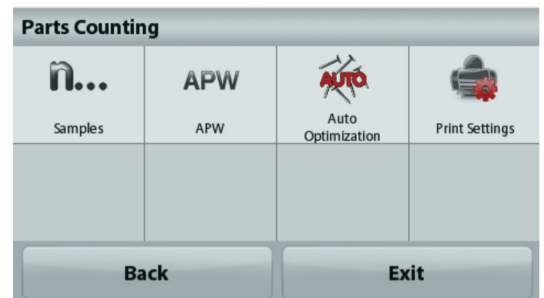 Parts Counting
n...
APW
AUTO
Samples
APW
Auto
Optimization
Print Settings
Back
Exit